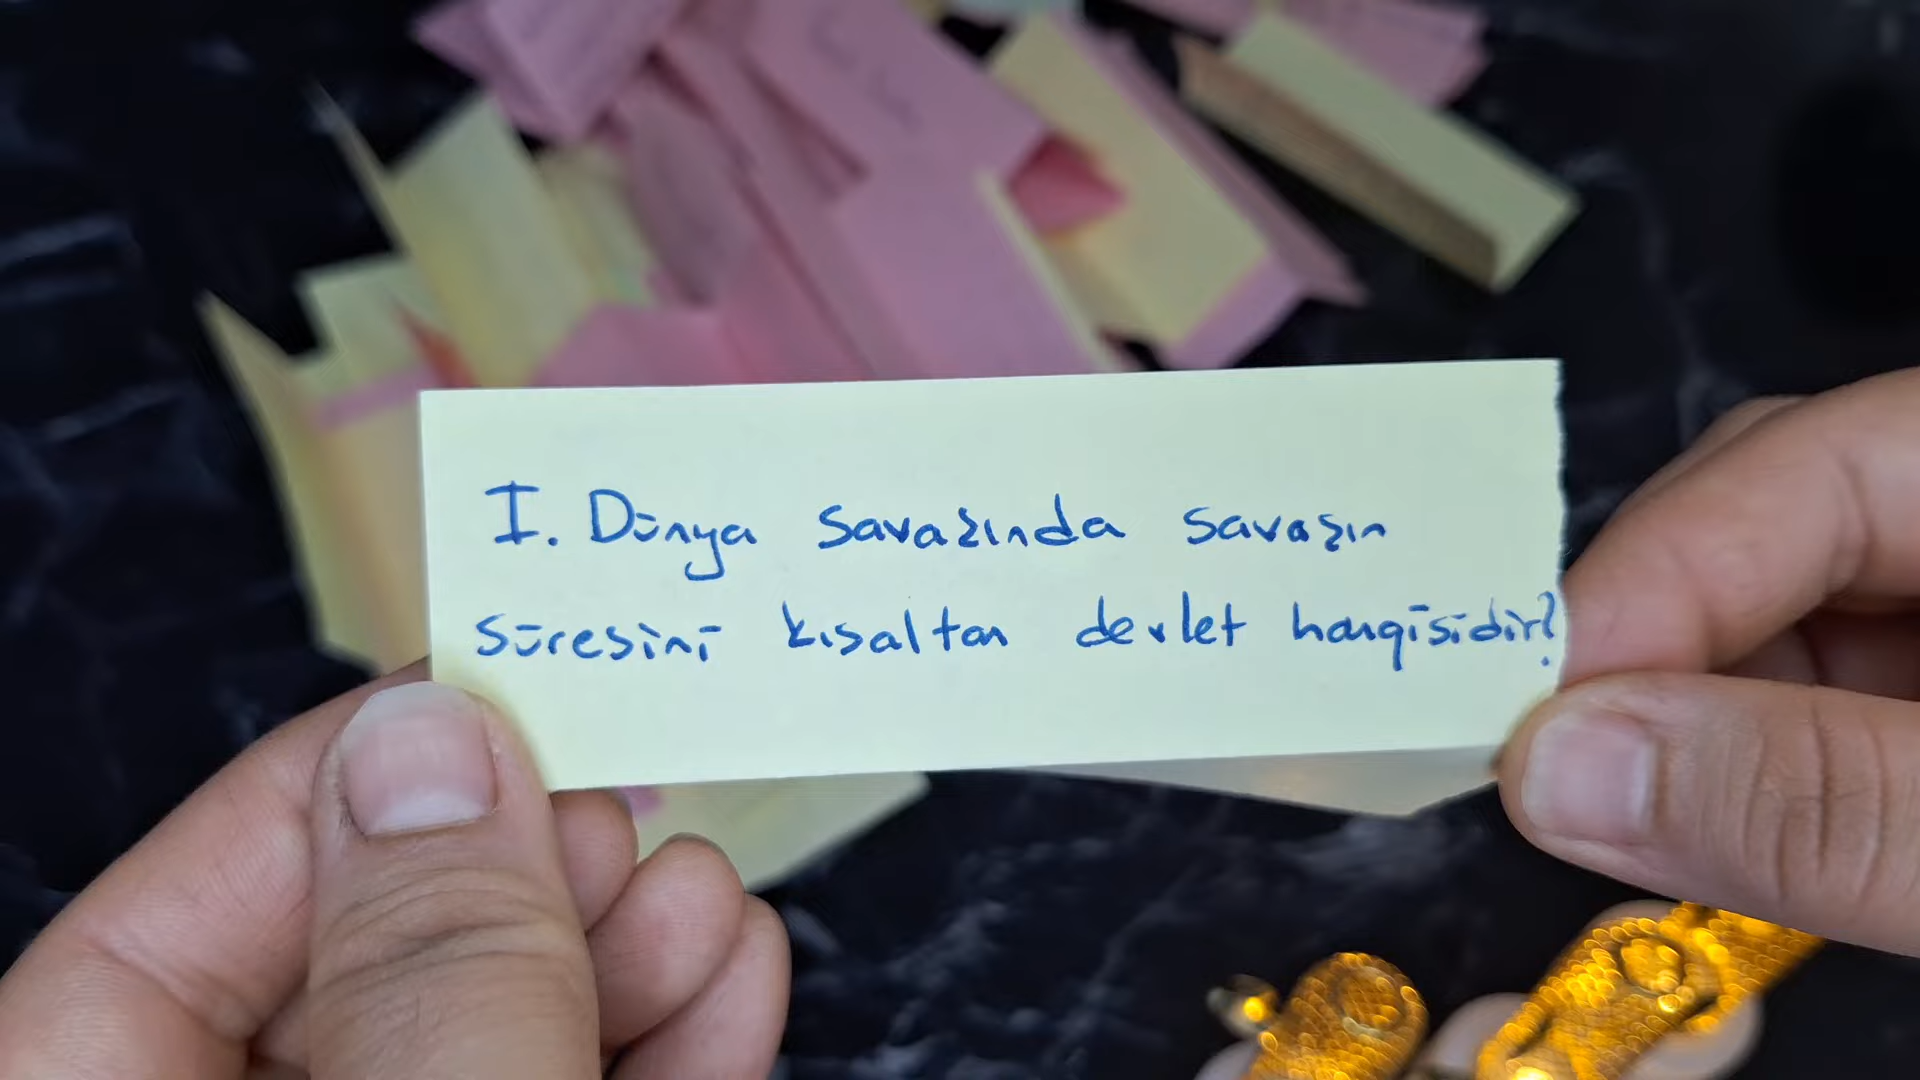 I. Dünya Savaşında savaşın
süresini kısaltan devlet hangisidir?